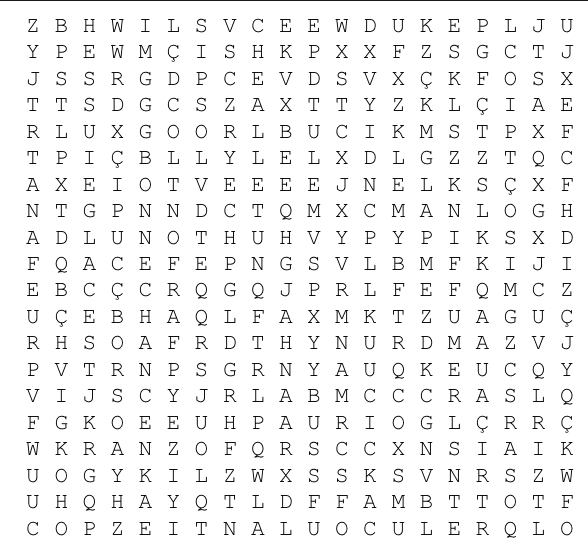 Z B H W I L S V C E E W D U K E P L J U
Y P E W M Ç I S H K P X X F Z S G C T J
J S S R G D P C E V D S V X Ç K F O S X
T T S D G C S Z A X T T Y Z K L Ç I A E
R L U X G O O R L B U C I K M S T P X F
T P I Ç B L L Y L E L X D L G Z Z T Q C
A X E I O T V E E E E J N E L K S Ç X F
N T G P N N D C T Q M X C M A N L O G H
A D L U N O T H U H V Y P Y P I K S X D
F Q A C E F E P N G S V L B M F K I J I
E B C Ç C R Q G Q J P R L F E F Q M C Z
U Ç E B H A Q L F A X M K T Z U A G U Ç
R H S O A F R D T H Y N U R D M A Z V J
P V T R N P S G R N Y A U Q K E U C Q Y
V I J S C Y J R L A B M C C C R A S L Q
F G K O E E U H P A U R I O G L Ç R R Ç
W K R A N Z O F Q R S C C X N S I A I K
U O G Y K I L Z W X S S K S V N R S Z W
U H Q H A Y Q T L D F F A M B T T O T F
C O P Z E I T N A L U O C U L E R Q L O